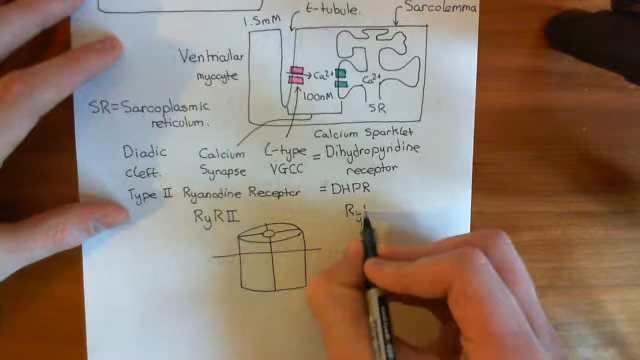 t-tubule.
Sarcolemma
1.5mM
Ventricular
myocyte
Ca²⁺
Ca²⁺
100nM
SR
SR=Sarcoplasmic
reticulum.
Calcium Sparklet
Diadic
cleft.
Calcium
Synapse
L-type
VGCC
= Dihydropyridine
receptor
Type II Ryanodine Receptor
= DHPR
RyR II
Ry